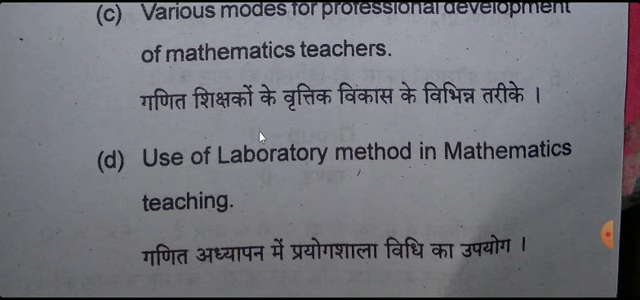 (c) Various modes for professional development
of mathematics teachers.
गणित शिक्षकों के वृत्तिक विकास के विभिन्न तरीके ।
(d) Use of Laboratory method in Mathematics
teaching.
गणित अध्यापन में प्रयोगशाला विधि का उपयोग ।